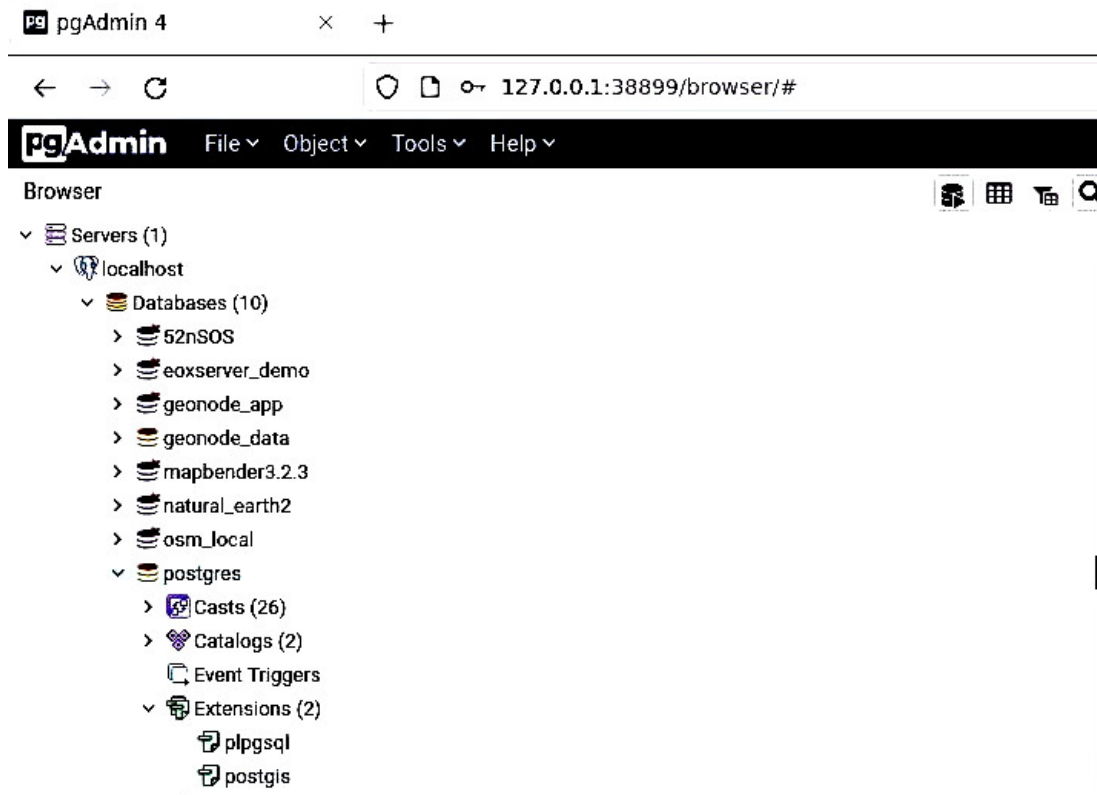 pg pgAdmin 4
127.0.0.1:38899/browser/#
pgAdmin File Object Tools Help
Browser
Servers (1)
localhost
Databases (10)
52nSOS
eoxserver_demo
geonode_app
geonode_data
mapbender3.2.3
natural_earth2
osm_local
postgres
Casts (26)
Catalogs (2)
Event Triggers
Extensions (2)
plpgsql
postgis